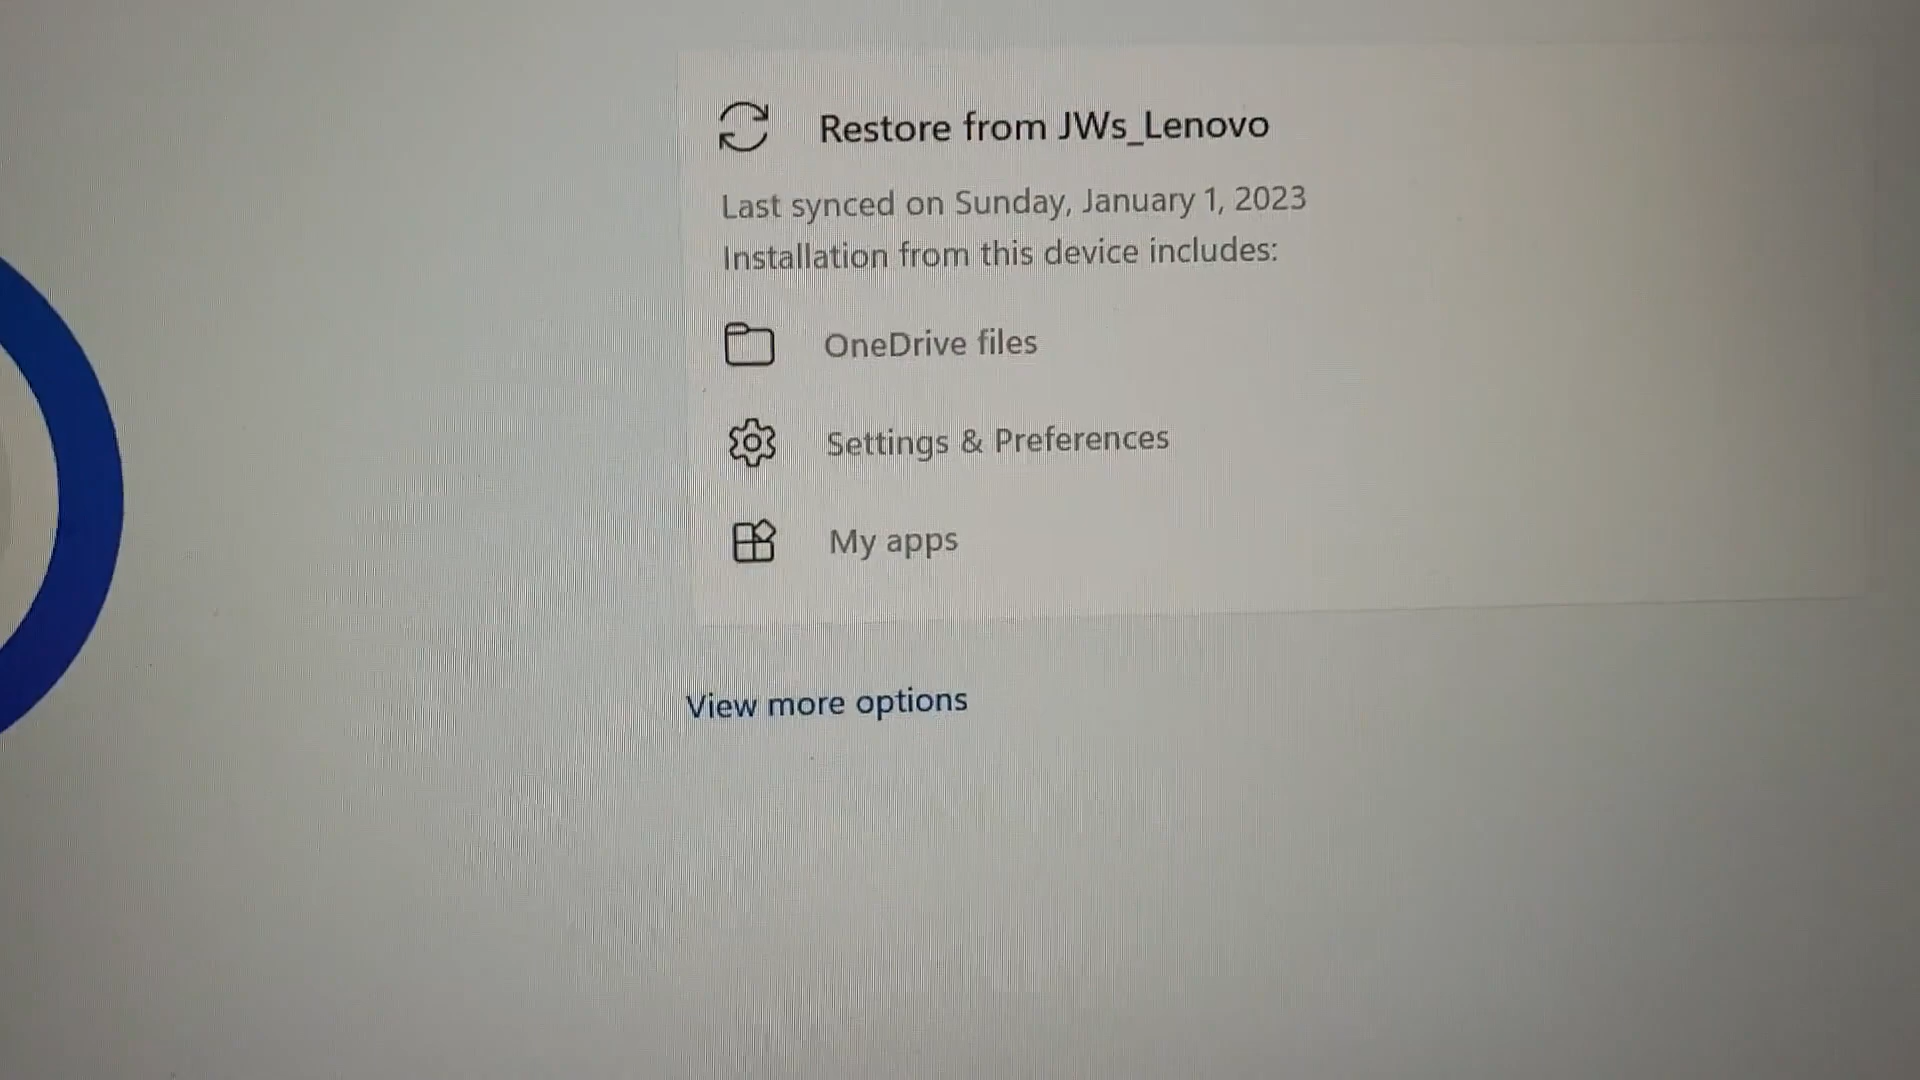 Restore from JWs_Lenovo
Last synced on Sunday, January 1, 2023
Installation from this device includes:
OneDrive files
Settings & Preferences
My apps
View more options